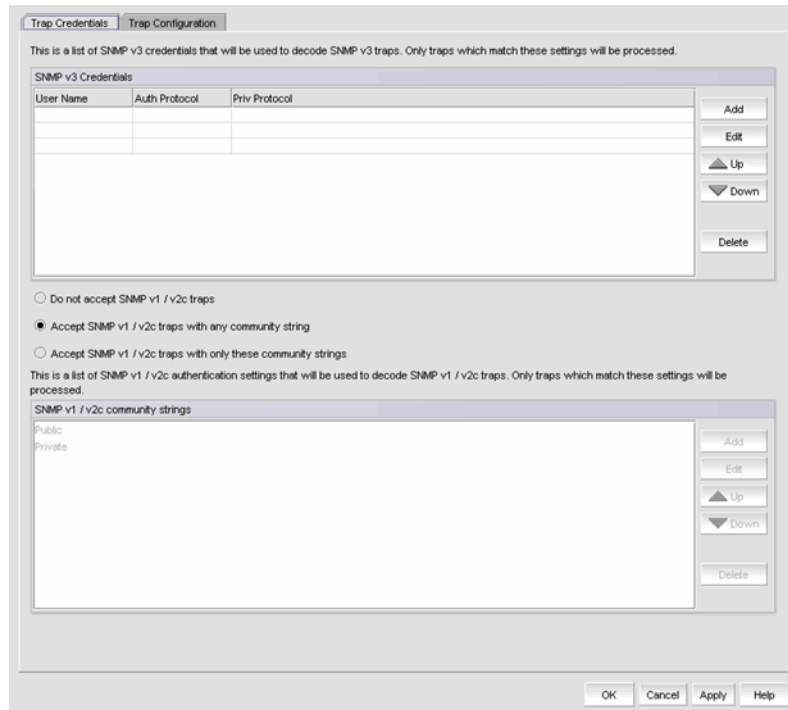 Trap Credentials Trap Configuration
This is a list of SNMP v3 credentials that will be used to decode SNMP v3 traps. Only traps which match these settings will be processed.
SNMP v3 Credentials
User Name Auth Protocol Priv Protocol
Add
Edit
Up
Down
Delete
Do not accept SNMP v1 / v2c traps
Accept SNMP v1 / v2c traps with any community string
Accept SNMP v1 / v2c traps with only these community strings
This is a list of SNMP v1 / v2c authentication settings that will be used to decode SNMP v1 / v2c traps. Only traps which match these settings will be
processed.
SNMP v1 / v2c community strings
Public
Private
Add
Edit
Up
Down
Delete
OK Cancel Apply Help